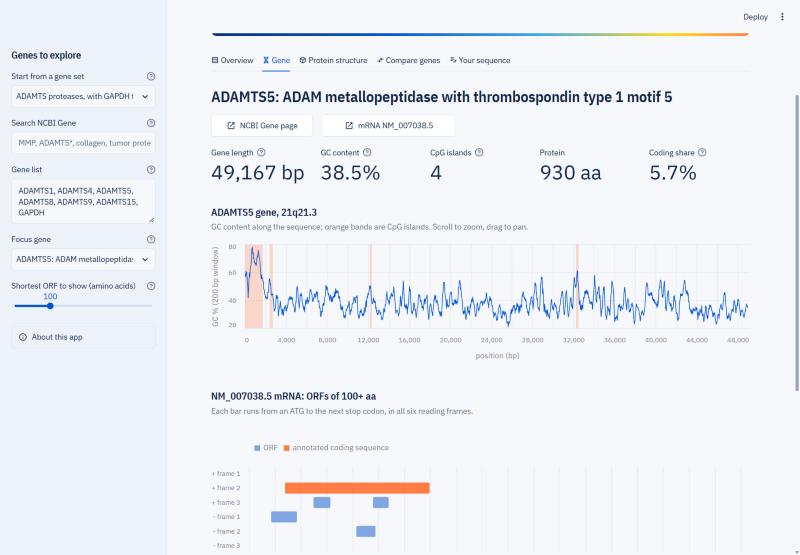 Deploy
Genes to explore
Start from a gene set
ADAMTS proteases, with GAPDH f
Search NCBI Gene
MMP, ADAMTS*, collagen, tumor prote
Gene list
ADAMTS1, ADAMTS4, ADAMTS5,
ADAMTS8, ADAMTS9, ADAMTS15,
GAPDH
Focus gene
ADAMTS5: ADAM metallopeptidas
Shortest ORF to show (amino acids)
100
About this app
Overview Gene Protein structure Compare genes Your sequence
ADAMTS5: ADAM metallopeptidase with thrombospondin type 1 motif 5
NCBI Gene page mRNA NM_007038.5
Gene length GC content CpG islands Protein Coding share
49,167 bp 38.5% 4 930 aa 5.7%
ADAMTS5 gene, 21q21.3
GC content along the sequence; orange bands are CpG islands. Scroll to zoom, drag to pan.
GC % (200 bp window)
80
60
40
20
0 4,000 8,000 12,000 16,000 20,000 24,000 28,000 32,000 36,000 40,000 44,000 48,000
position (bp)
NM_007038.5 mRNA: ORFs of 100+ aa
Each bar runs from an ATG to the next stop codon, in all six reading frames.
ORF annotated coding sequence
+ frame 1
+ frame 2
+ frame 3
- frame 1
- frame 2
- frame 3